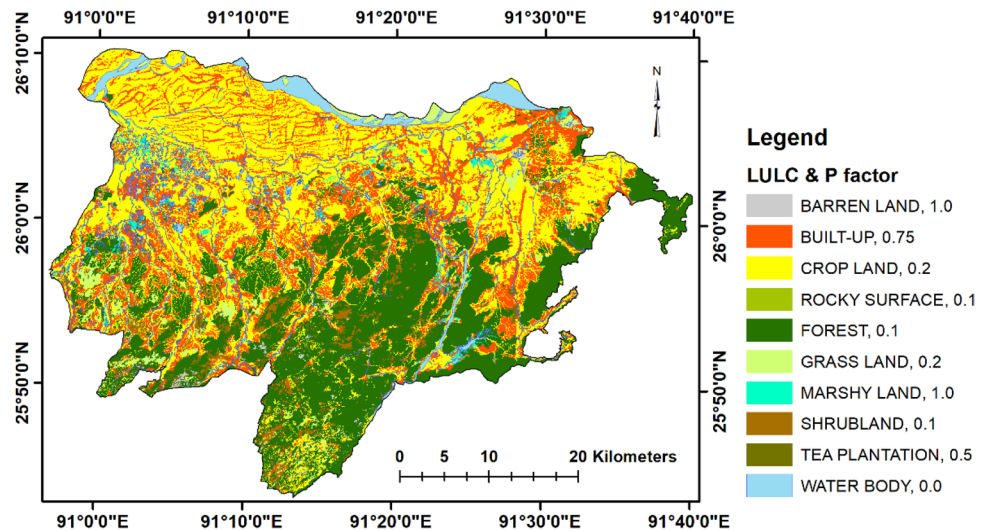 91°0'0"E 91°10'0"E 91°20'0"E 91°30'0"E 91°40'0"E
26°10'0"N
26°0'0"N
25°50'0"N
26°0'0"N
25°50'0"N
N
0 5 10 20 Kilometers
91°0'0"E 91°10'0"E 91°20'0"E 91°30'0"E 91°40'0"E
Legend
LULC & P factor
BARREN LAND, 1.0
BUILT-UP, 0.75
CROP LAND, 0.2
ROCKY SURFACE, 0.1
FOREST, 0.1
GRASS LAND, 0.2
MARSHY LAND, 1.0
SHRUBLAND, 0.1
TEA PLANTATION, 0.5
WATER BODY, 0.0